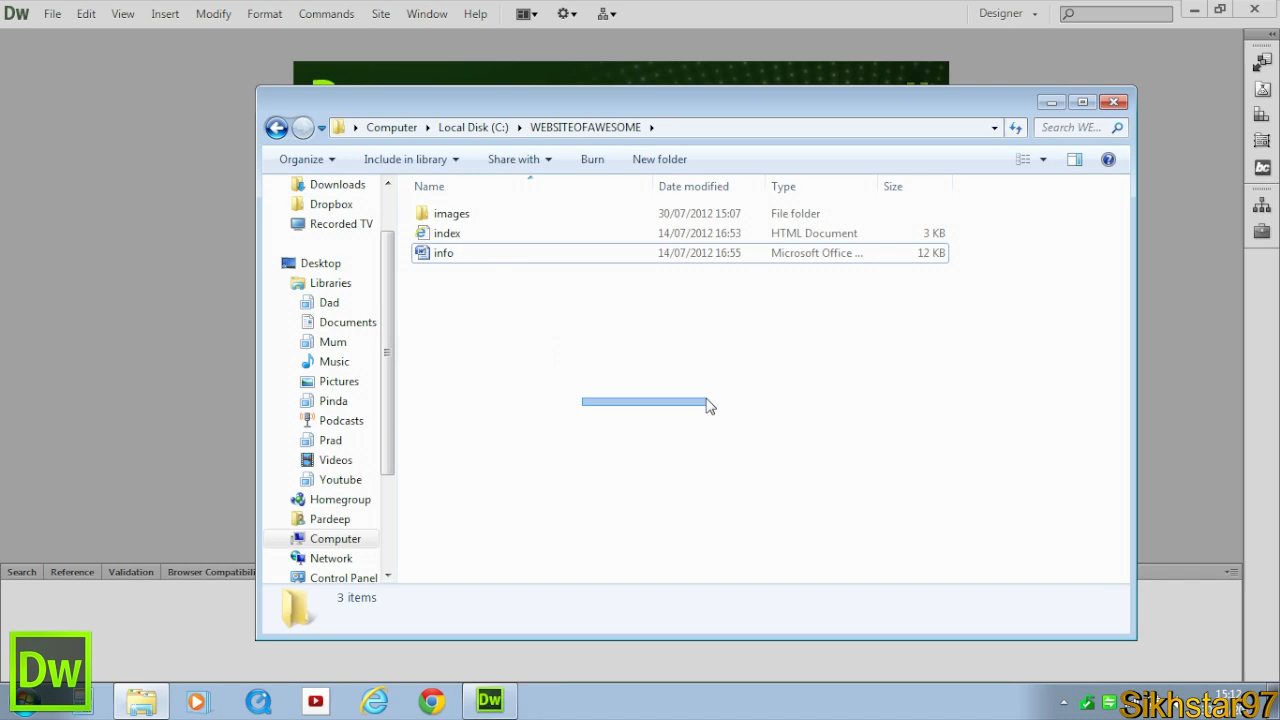 Dw File Edit View Insert Modify Format Commands Site Window Help Designer
Computer Local Disk (C:) WEBSITEOFAWESOME Search WE...
Organize Include in library Share with Burn New folder
Name Date modified Type Size
Downloads
Dropbox
Recorded TV
Desktop
Libraries
Dad
Documents
Mum
Music
Pictures
Pinda
Podcasts
Prad
Videos
Youtube
Homegroup
Pardeep
Computer
Network
Control Panel
images 30/07/2012 15:07 File folder
index 14/07/2012 16:53 HTML Document 3 KB
info 14/07/2012 16:55 Microsoft Office ... 12 KB
bc
Search Reference Validation Browser Compatibili
3 items
Dw
Dw
15:12
Sikhstar97